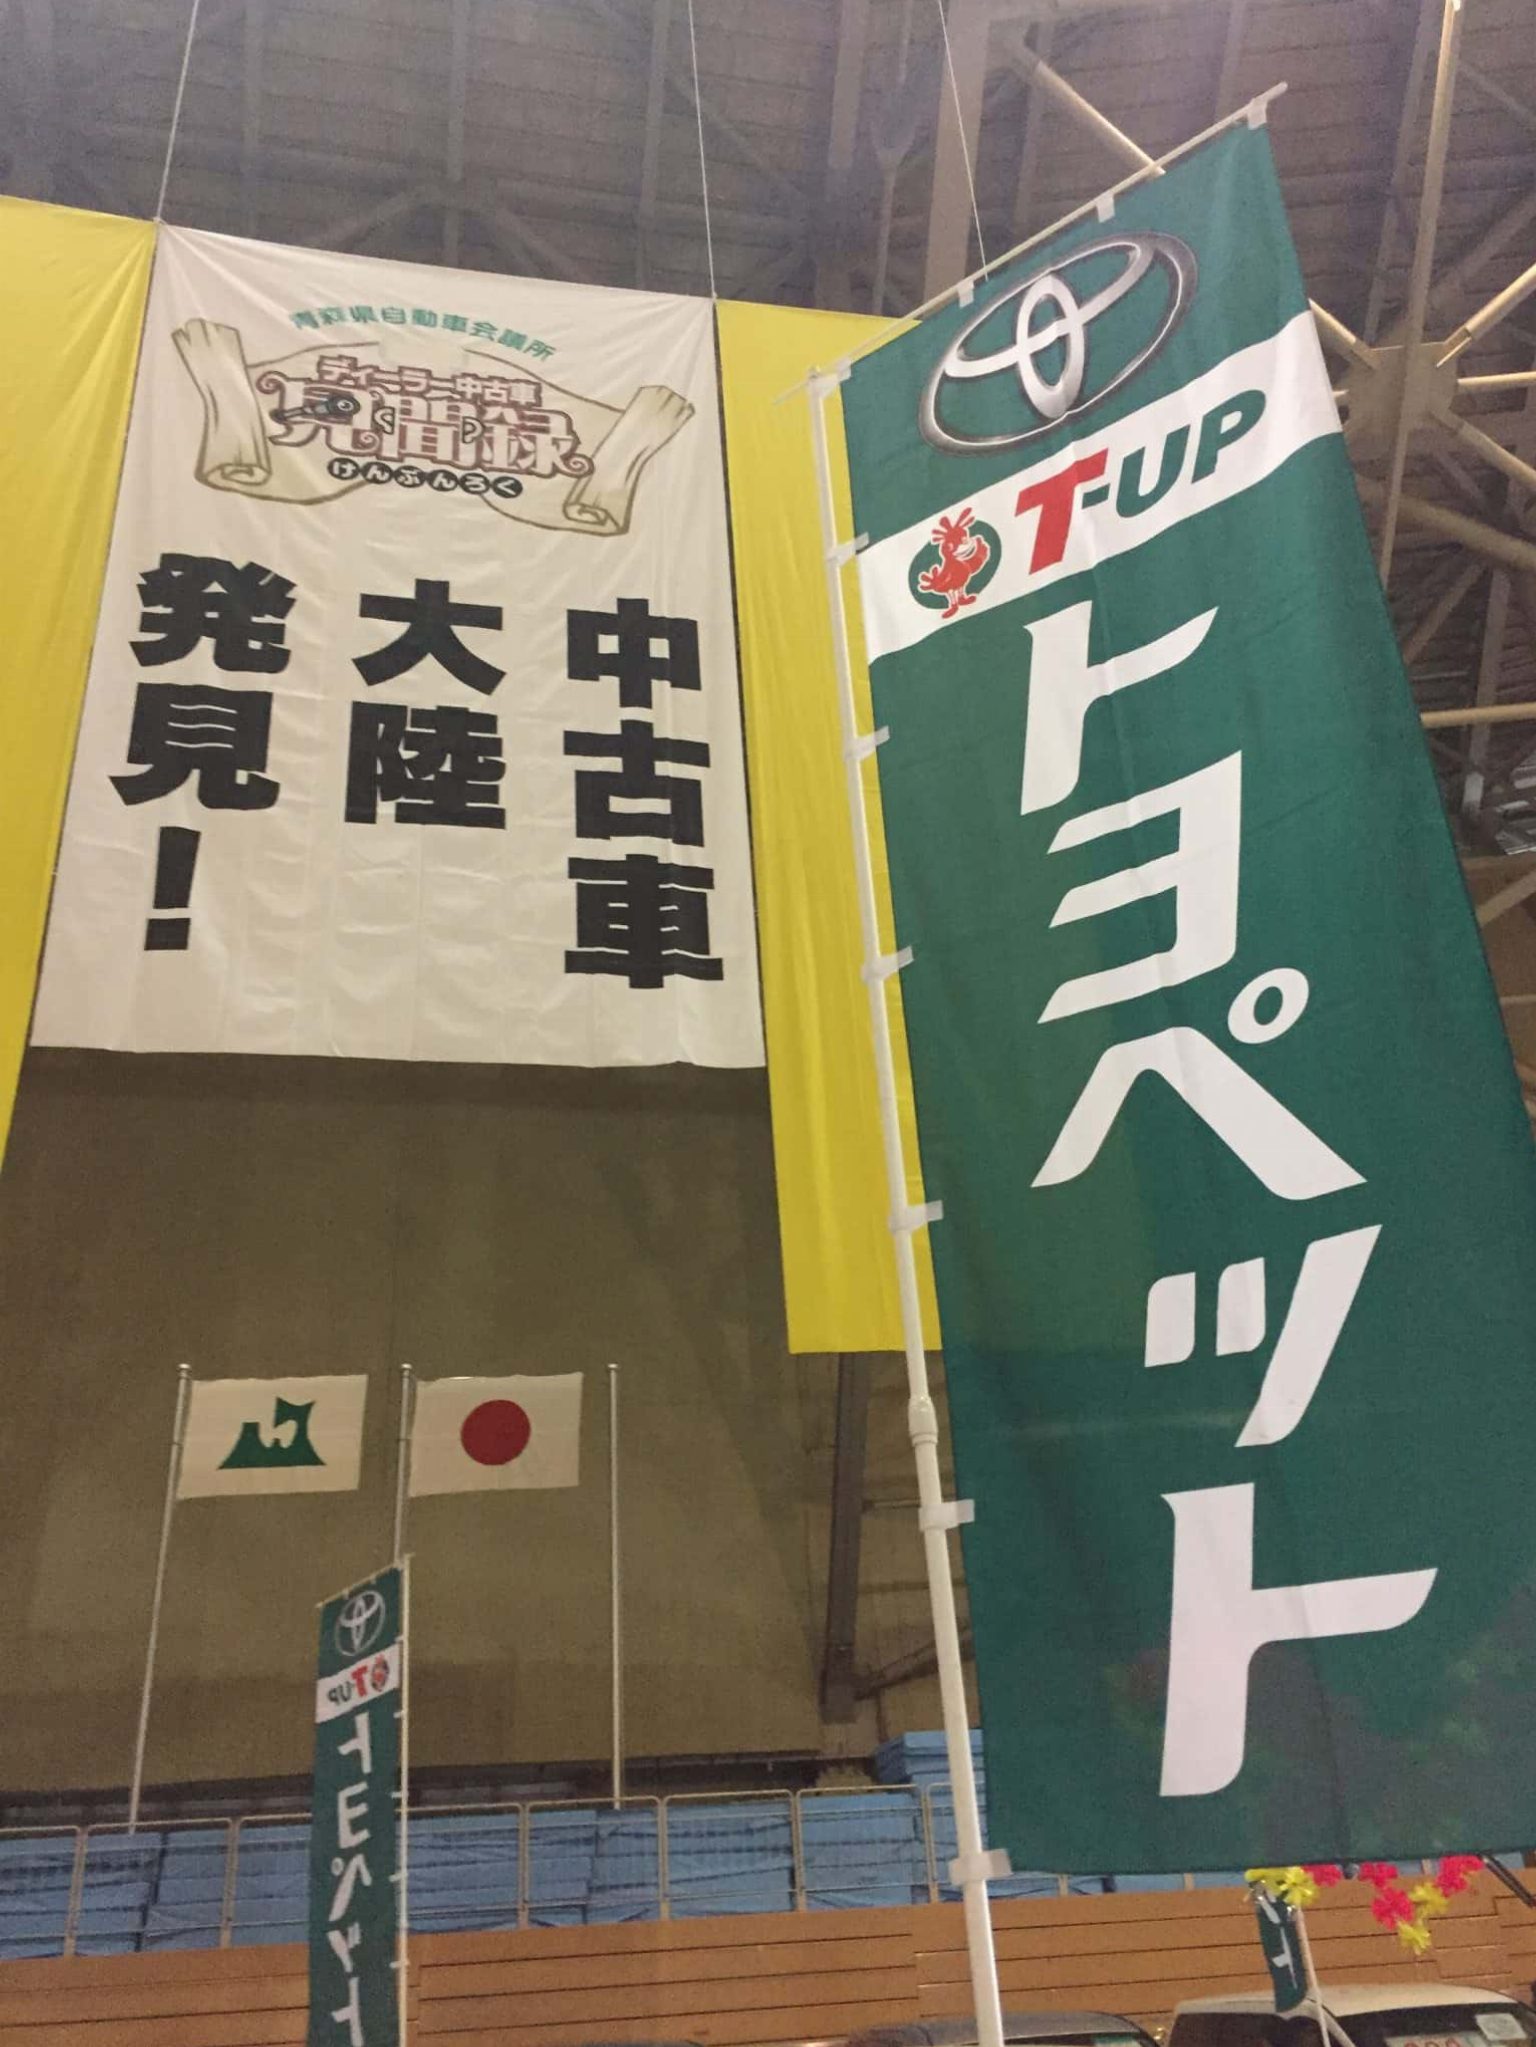 青森県自動車会議所
ディーラー中古車
見聞録
けんぶんろく
中古車
大陸
発見!
T-UP
トヨペット
T-UP
トヨペット